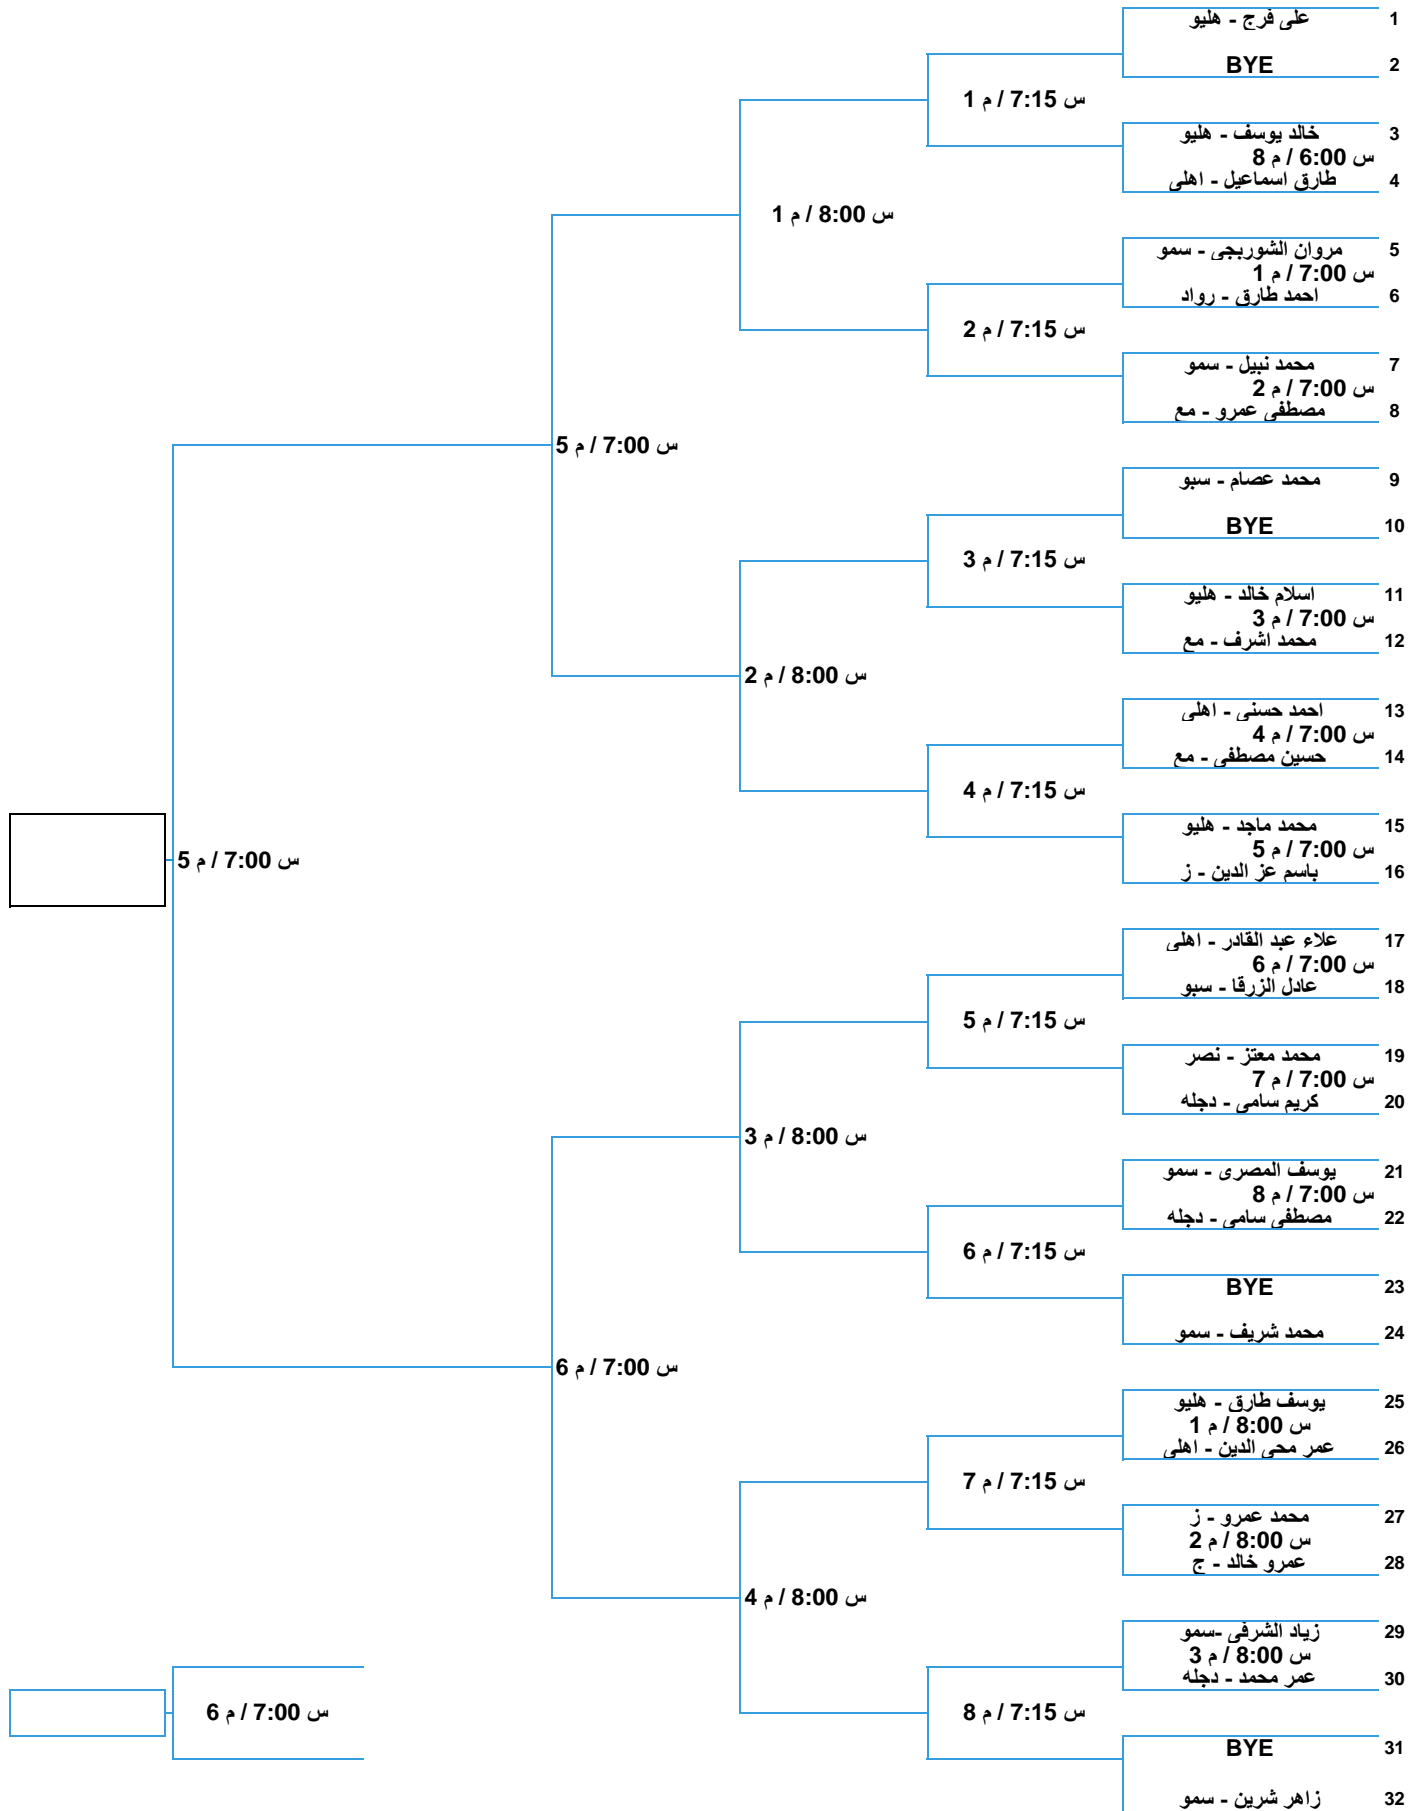 على فرج - هليو 1
BYE 2
س 7:15 / م 1
خالد يوسف - هليو 3
س 6:00 / م 8
طارق اسماعيل - اهلى 4
س 8:00 / م 1
مروان الشوربجى - سمو 5
س 7:00 / م 1
احمد طارق - رواد 6
س 7:15 / م 2
محمد نبيل - سمو 7
س 7:00 / م 2
مصطفى عمرو - مع 8
س 7:00 / م 5
محمد عصام - سبو 9
BYE 10
س 7:15 / م 3
اسلام خالد - هليو 11
س 7:00 / م 3
محمد اشرف - مع 12
س 8:00 / م 2
احمد حسنى - اهلى 13
س 7:00 / م 4
حسين مصطفى - مع 14
س 7:15 / م 4
محمد ماجد - هليو 15
س 7:00 / م 5
باسم عز الدين - ز 16
س 7:00 / م 5
علاء عبد القادر - اهلى 17
س 7:00 / م 6
عادل الزرقا - سبو 18
س 7:15 / م 5
محمد معتز - نصر 19
س 7:00 / م 7
كريم سامى - دجله 20
س 8:00 / م 3
يوسف المصرى - سمو 21
س 7:00 / م 8
مصطفى سامى - دجله 22
س 7:15 / م 6
BYE 23
محمد شريف - سمو 24
س 7:00 / م 6
يوسف طارق - هليو 25
س 8:00 / م 1
عمر محى الدين - اهلى 26
س 7:15 / م 7
محمد عمرو - ز 27
س 8:00 / م 2
عمرو خالد - ج 28
س 8:00 / م 4
زياد الشرفى -سمو 29
س 8:00 / م 3
عمر محمد - دجله 30
س 7:15 / م 8
س 7:00 / م 6
BYE 31
زاهر شرين - سمو 32